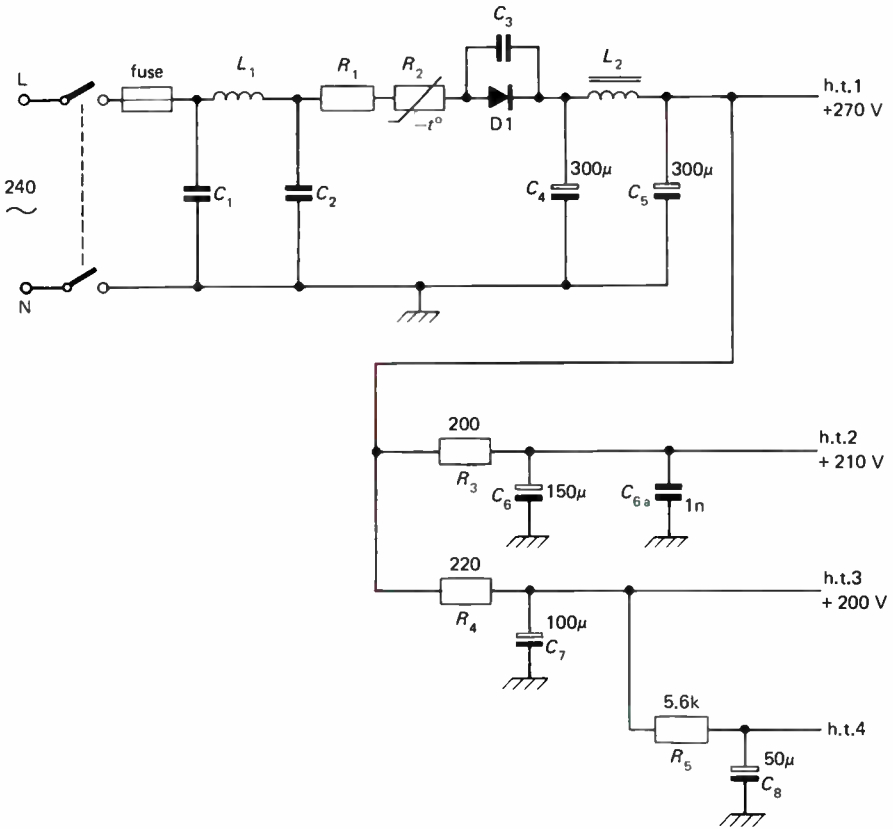 C₃
L₂
L
fuse
L₁
R₁
R₂
h.t.1
+270 V
−t°
D1
240
∼
C₁
C₂
300µ
C₄
300µ
C₅
N
200
R₃
h.t.2
+ 210 V
C₆
150µ
C₆ₐ
1n
220
R₄
h.t.3
+ 200 V
100µ
C₇
5.6k
R₅
h.t.4
50µ
C₈